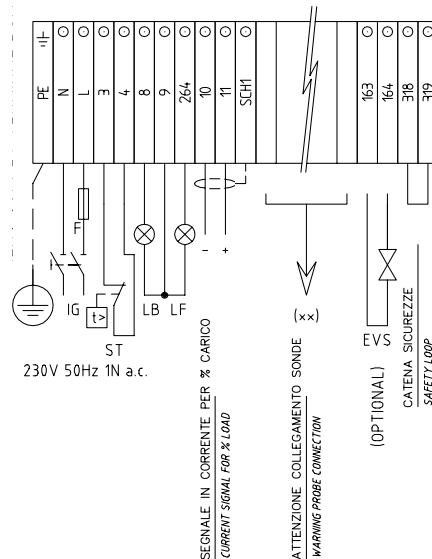 PE
N
L
3
4
8
9
264
10
11
SCH1
163
164
318
319
F
- +
IG
t>
LB LF
ST
230V 50Hz 1N a.c.
(xx)
EVS
(OPTIONAL)
SEGNALE IN CORRENTE PER % CARICO
CURRENT SIGNAL FOR % LOAD
ATTENZIONE COLLEGAMENTO SONDE
WARNING PROBE CONNECTION
CATENA SICUREZZE
SAFETY LOOP